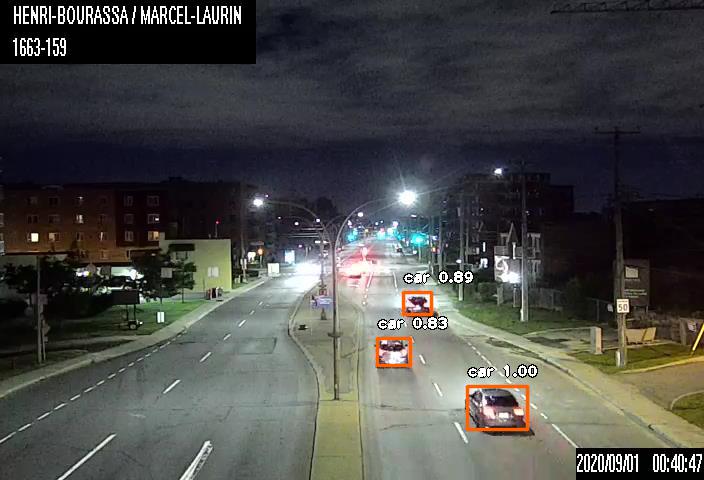 HENRI-BOURASSA / MARCEL-LAURIN
1663-159
car 0.89
car 0.83
car 1.00
50
2020/09/01 00:40:47